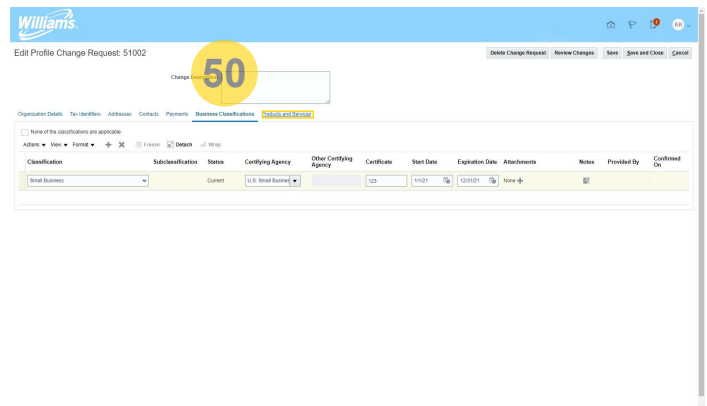 Williams.
1
RR
Edit Profile Change Request: 51002
Delete Change Request Review Changes Save Save and Close Cancel
50
Change Description
Organization Details Tax Identifiers Addresses Contacts Payments Business Classifications Products and Services
None of the classifications are applicable
Actions View Format Freeze Detach Wrap
Classification Subclassification Status Certifying Agency Other Certifying Agency Certificate Start Date Expiration Date Attachments Notes Provided By Confirmed On
Small Business Current U.S. Small Busines 123 1/1/21 12/31/21 None